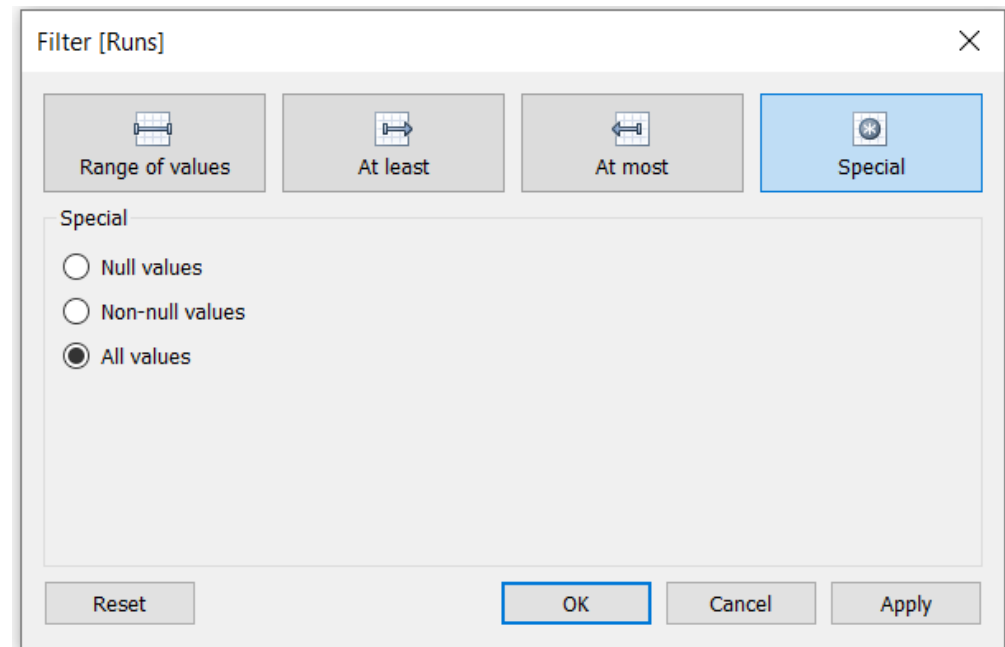 Filter [Runs]
Range of values
At least
At most
Special
Special
Null values
Non-null values
All values
Reset
OK
Cancel
Apply